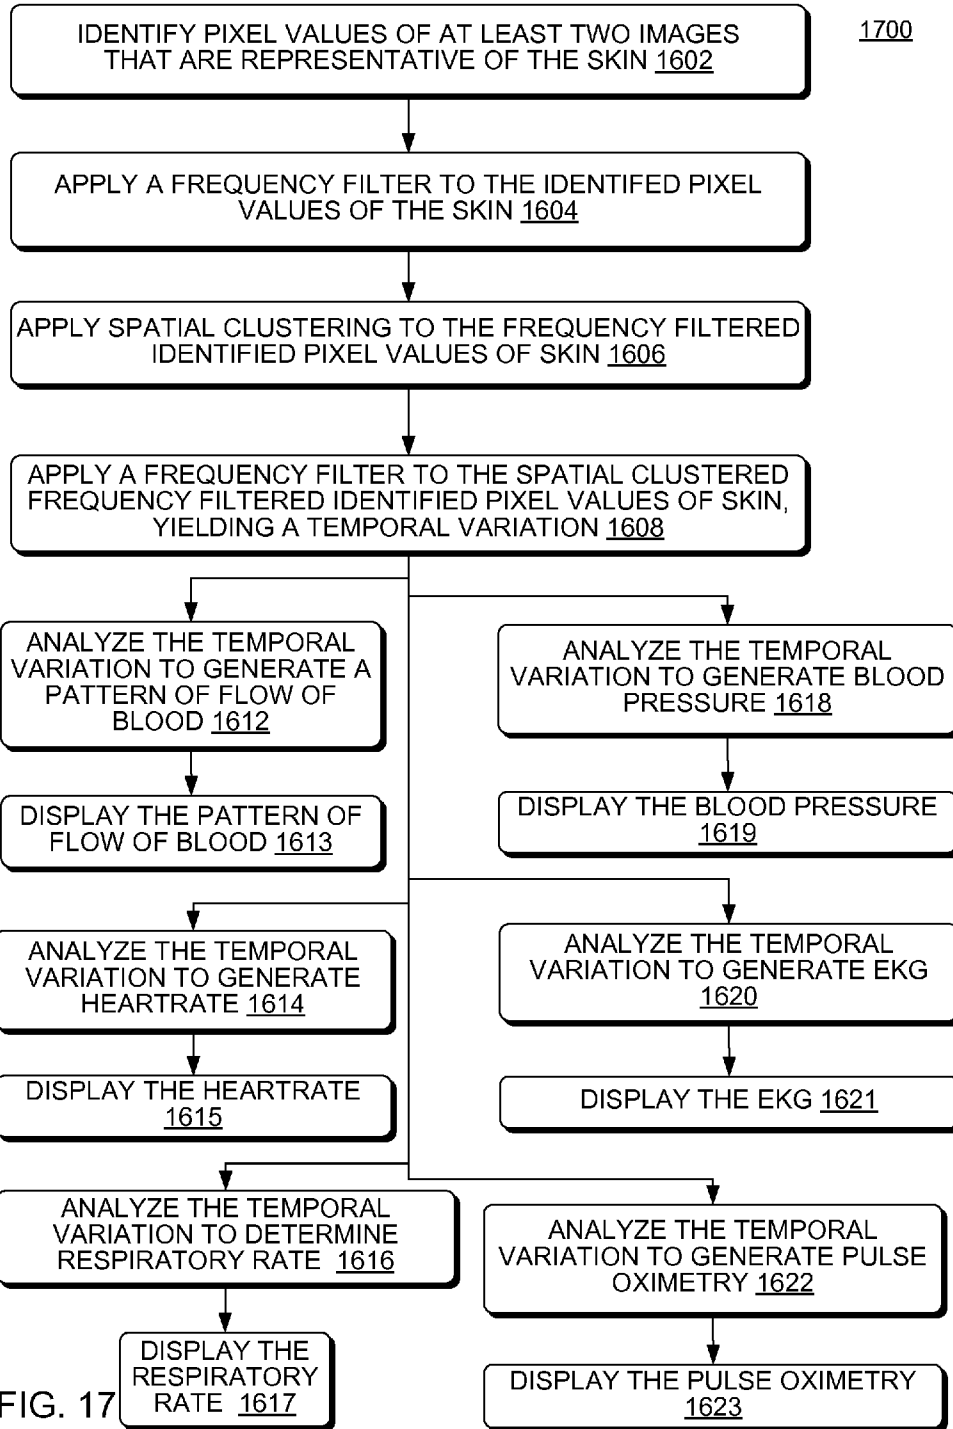 IDENTIFY PIXEL VALUES OF AT LEAST TWO IMAGES
THAT ARE REPRESENTATIVE OF THE SKIN 1602
1700
APPLY A FREQUENCY FILTER TO THE IDENTIFED PIXEL
VALUES OF THE SKIN 1604
APPLY SPATIAL CLUSTERING TO THE FREQUENCY FILTERED
IDENTIFIED PIXEL VALUES OF SKIN 1606
APPLY A FREQUENCY FILTER TO THE SPATIAL CLUSTERED
FREQUENCY FILTERED IDENTIFIED PIXEL VALUES OF SKIN,
YIELDING A TEMPORAL VARIATION 1608
ANALYZE THE TEMPORAL
VARIATION TO GENERATE A
PATTERN OF FLOW OF
BLOOD 1612
DISPLAY THE PATTERN OF
FLOW OF BLOOD 1613
ANALYZE THE TEMPORAL
VARIATION TO GENERATE BLOOD
PRESSURE 1618
DISPLAY THE BLOOD PRESSURE
1619
ANALYZE THE TEMPORAL
VARIATION TO GENERATE
HEARTRATE 1614
DISPLAY THE HEARTRATE
1615
ANALYZE THE TEMPORAL
VARIATION TO GENERATE EKG
1620
DISPLAY THE EKG 1621
ANALYZE THE TEMPORAL
VARIATION TO DETERMINE
RESPIRATORY RATE 1616
DISPLAY THE
RESPIRATORY
RATE 1617
ANALYZE THE TEMPORAL
VARIATION TO GENERATE PULSE
OXIMETRY 1622
DISPLAY THE PULSE OXIMETRY
1623
FIG. 17